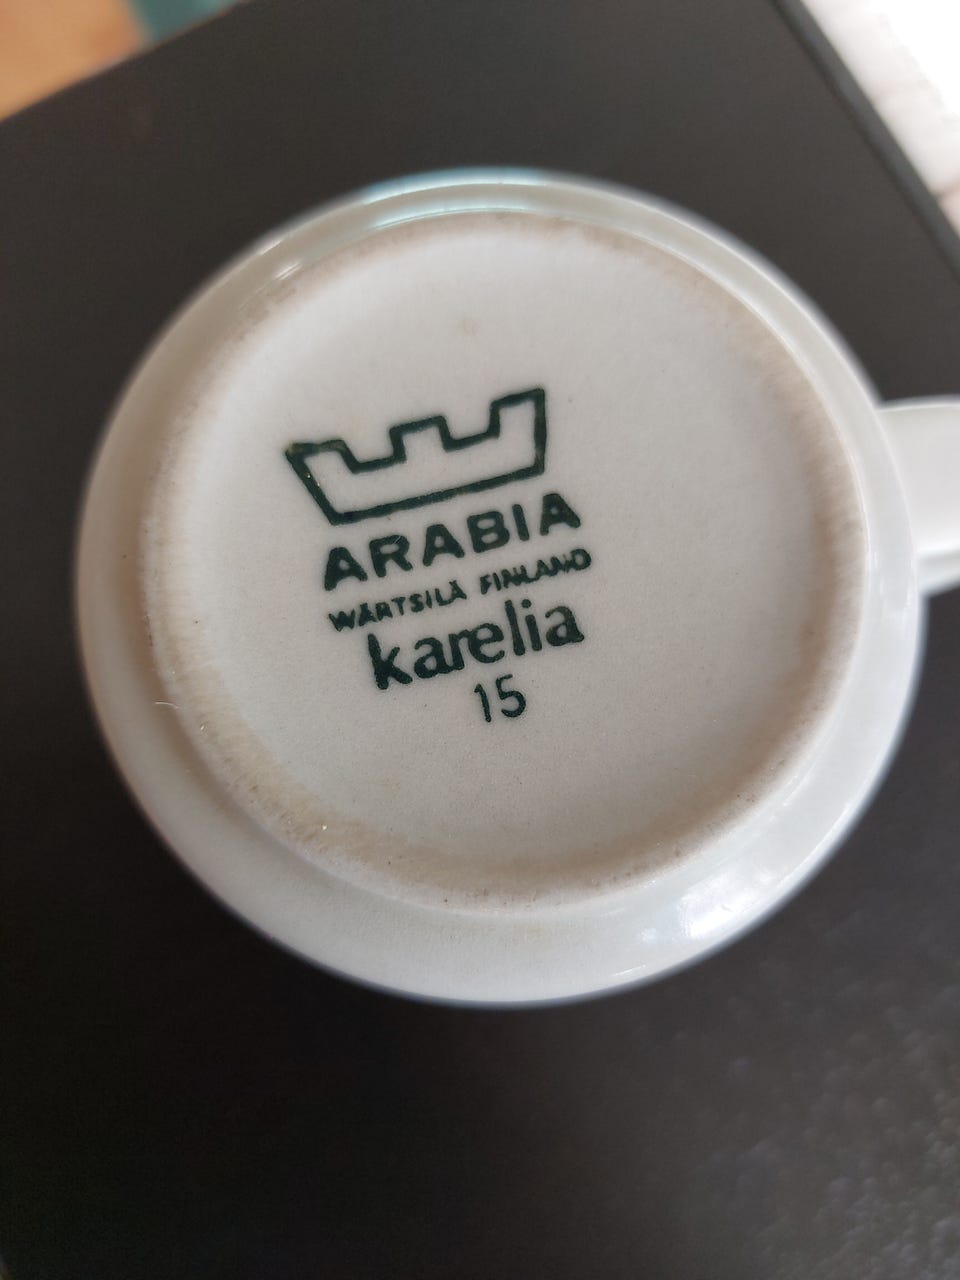 ARABIA
WÄRTSILÄ FINLAND
karelia
15